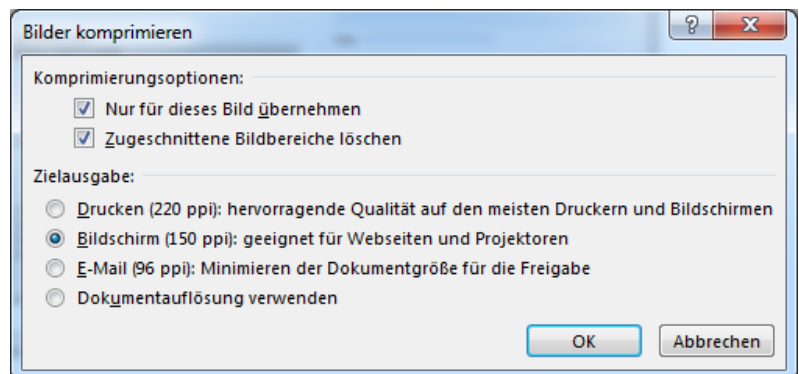 Bilder komprimieren
Komprimierungsoptionen:
Nur für dieses Bild übernehmen
Zugeschnittene Bildbereiche löschen
Zielausgabe:
Drucken (220 ppi): hervorragende Qualität auf den meisten Druckern und Bildschirmen
Bildschirm (150 ppi): geeignet für Webseiten und Projektoren
E-Mail (96 ppi): Minimieren der Dokumentgröße für die Freigabe
Dokumentauflösung verwenden
OK Abbrechen